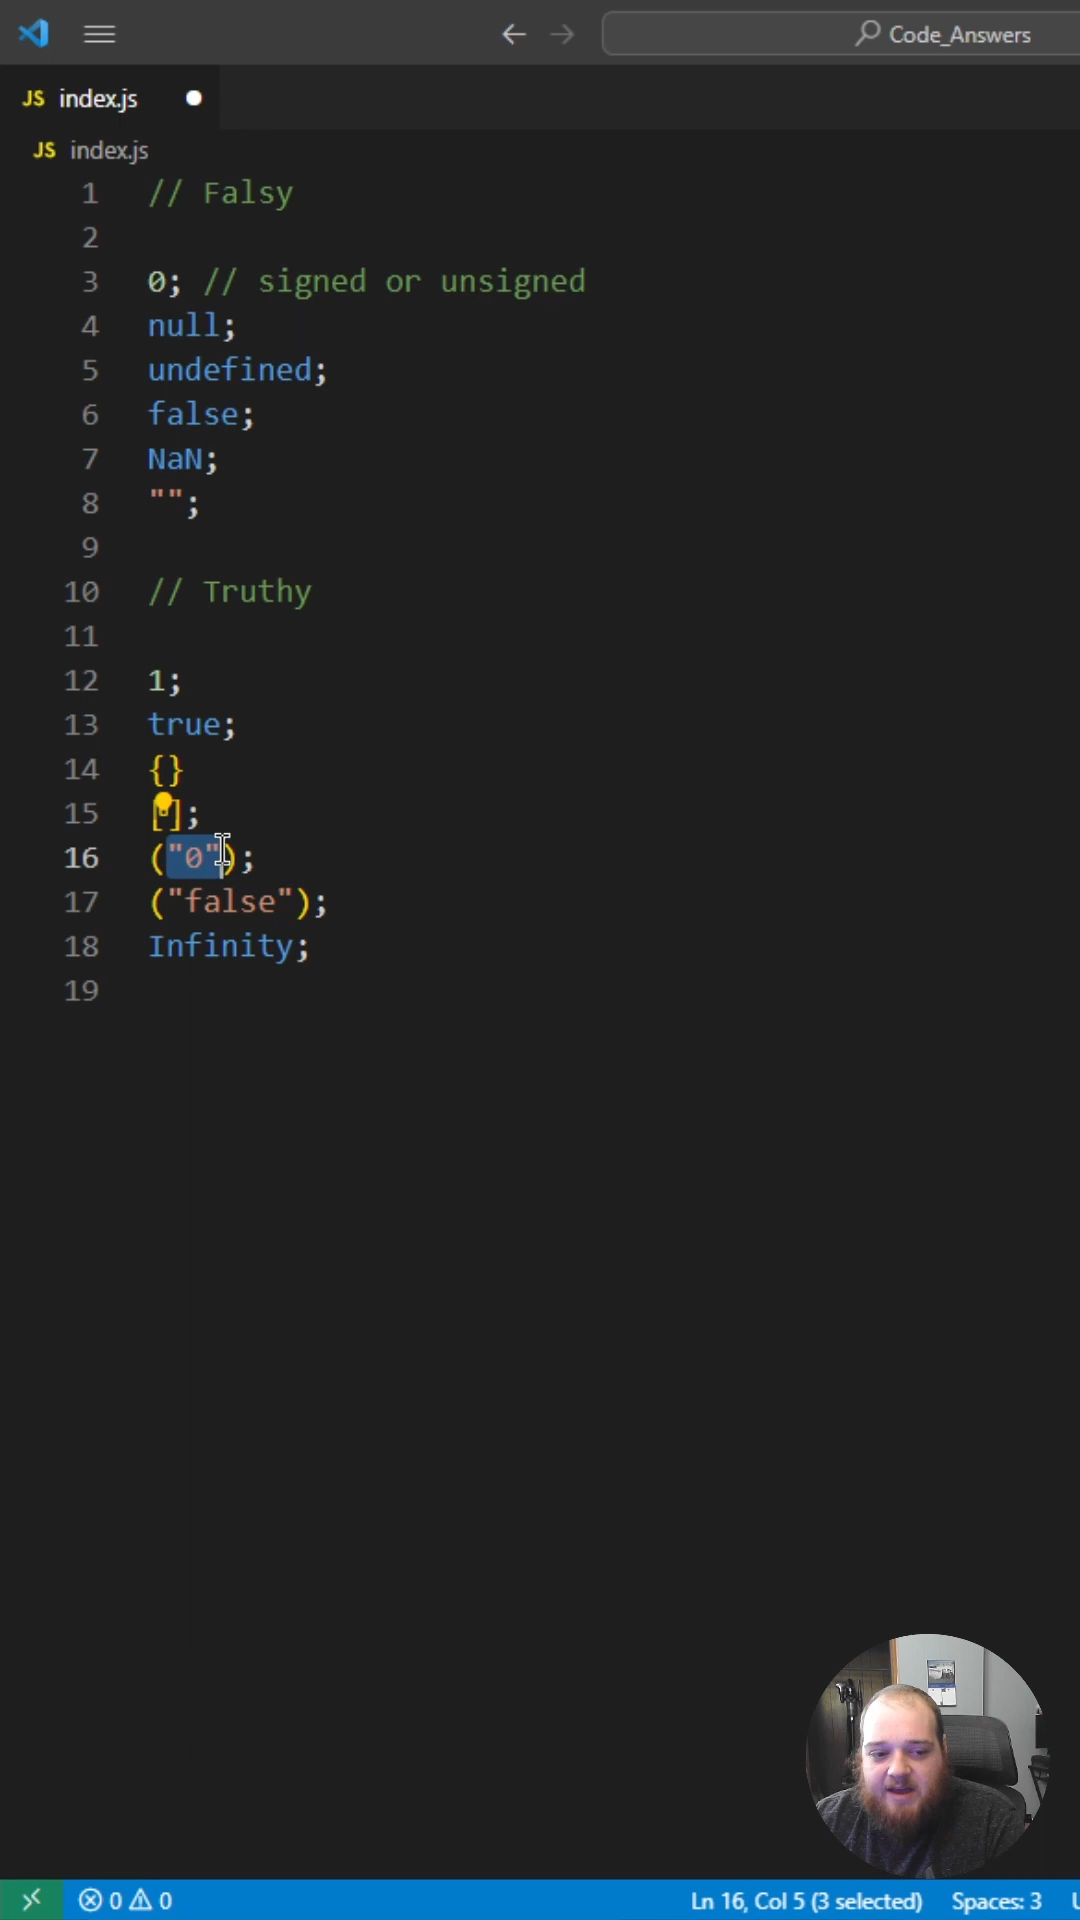 Code_Answers
JS index.js
JS index.js
1 // Falsy
2
3 0; // signed or unsigned
4 null;
5 undefined;
6 false;
7 NaN;
8 "";
9
10 // Truthy
11
12 1;
13 true;
14 {}
15 [];
16 ("0");
17 ("false");
18 Infinity;
19
0 0 Ln 16, Col 5 (3 selected) Spaces: 3